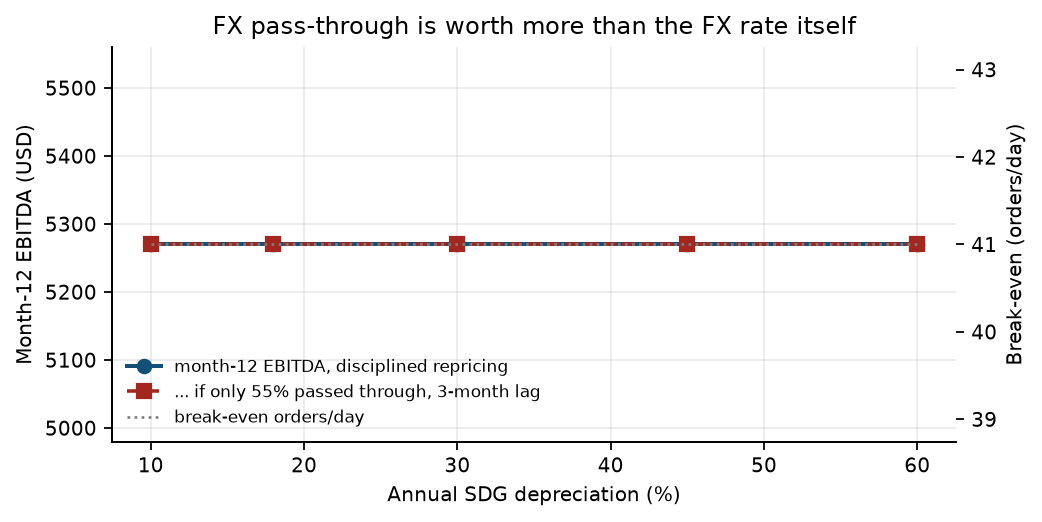 FX pass-through is worth more than the FX rate itself
Month-12 EBITDA (USD)
5500
5400
5300
5200
5100
5000
43
42
41
40
39
Break-even (orders/day)
month-12 EBITDA, disciplined repricing
... if only 55% passed through, 3-month lag
break-even orders/day
10 20 30 40 50 60
Annual SDG depreciation (%)